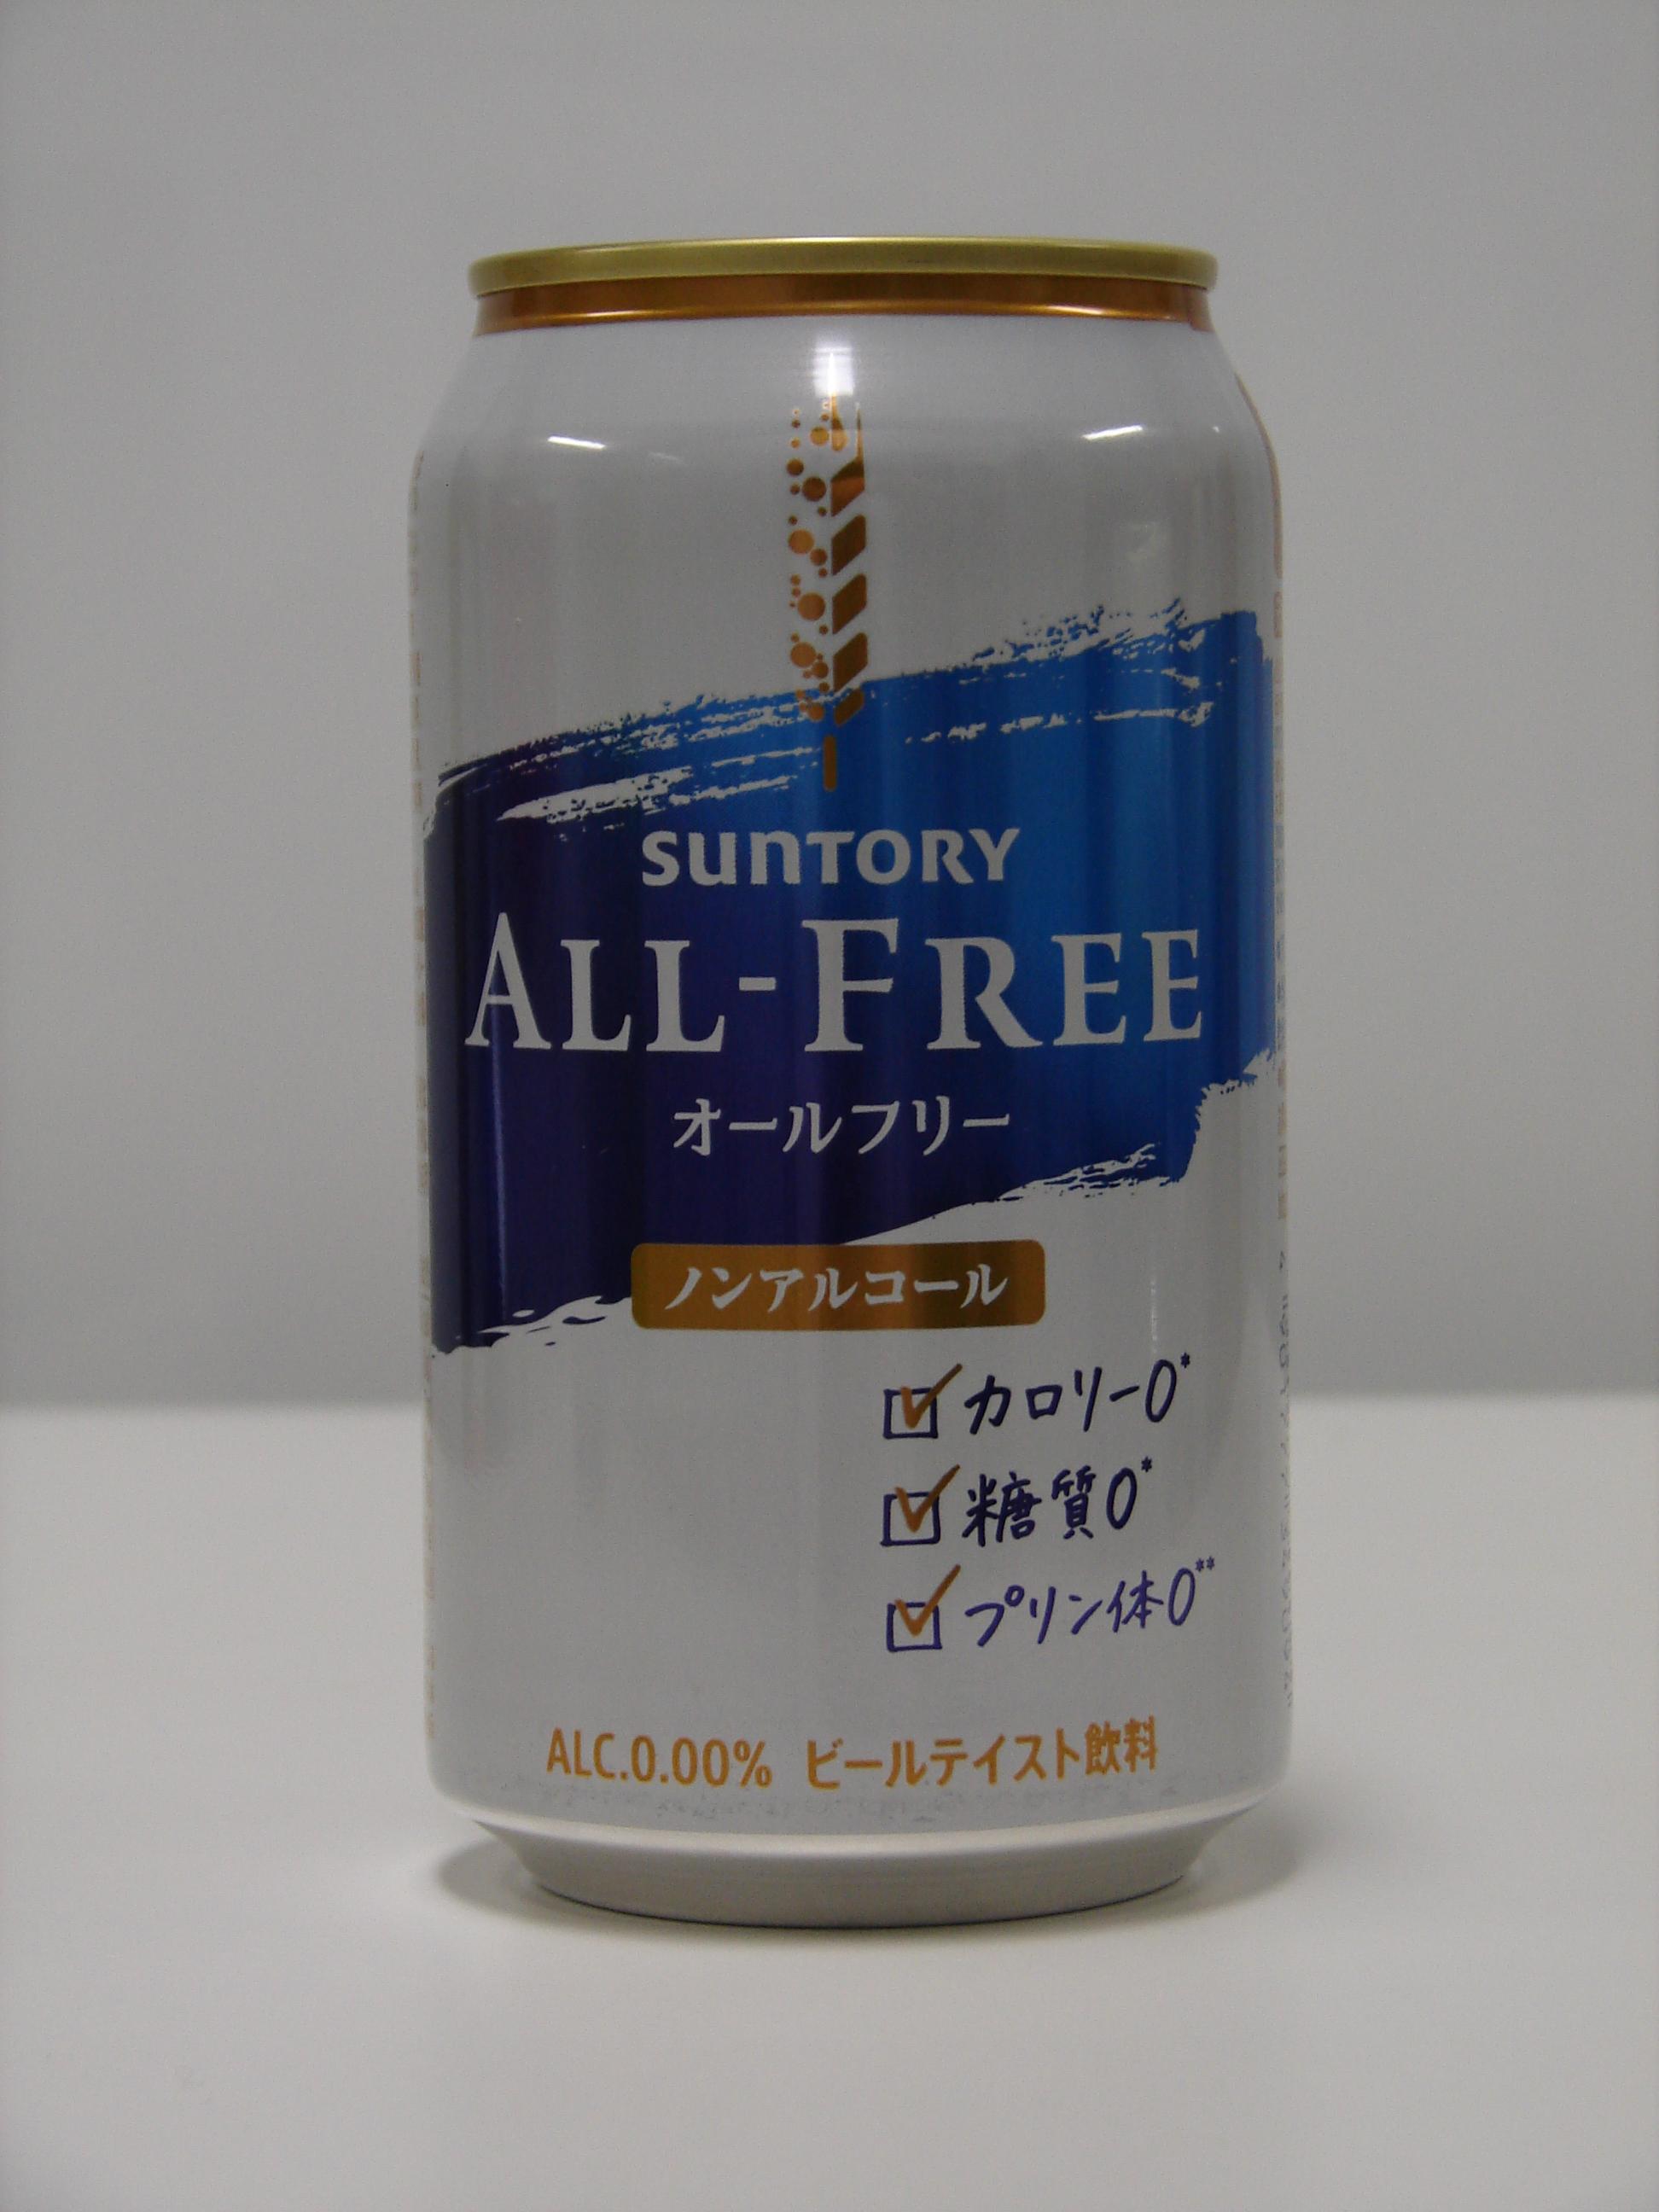 SUNTORY
ALL-FREE
オールフリー
ノンアルコール
カロリー0*
糖質0*
プリン体0**
ALC.0.00% ビールテイスト飲料